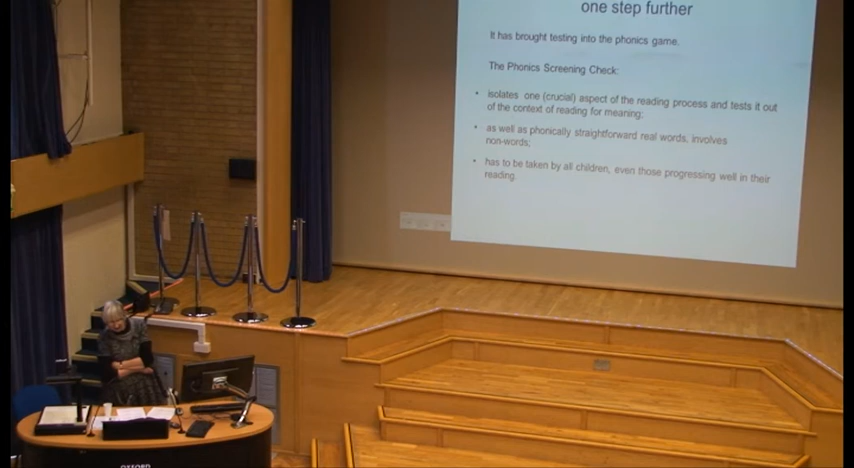 one step further
It has brought testing into the phonics game.
The Phonics Screening Check:
• isolates one (crucial) aspect of the reading process and tests it out
of the context of reading for meaning;
• as well as phonically straightforward real words, involves
non-words;
• has to be taken by all children, even those progressing well in their
reading.
OXFORD